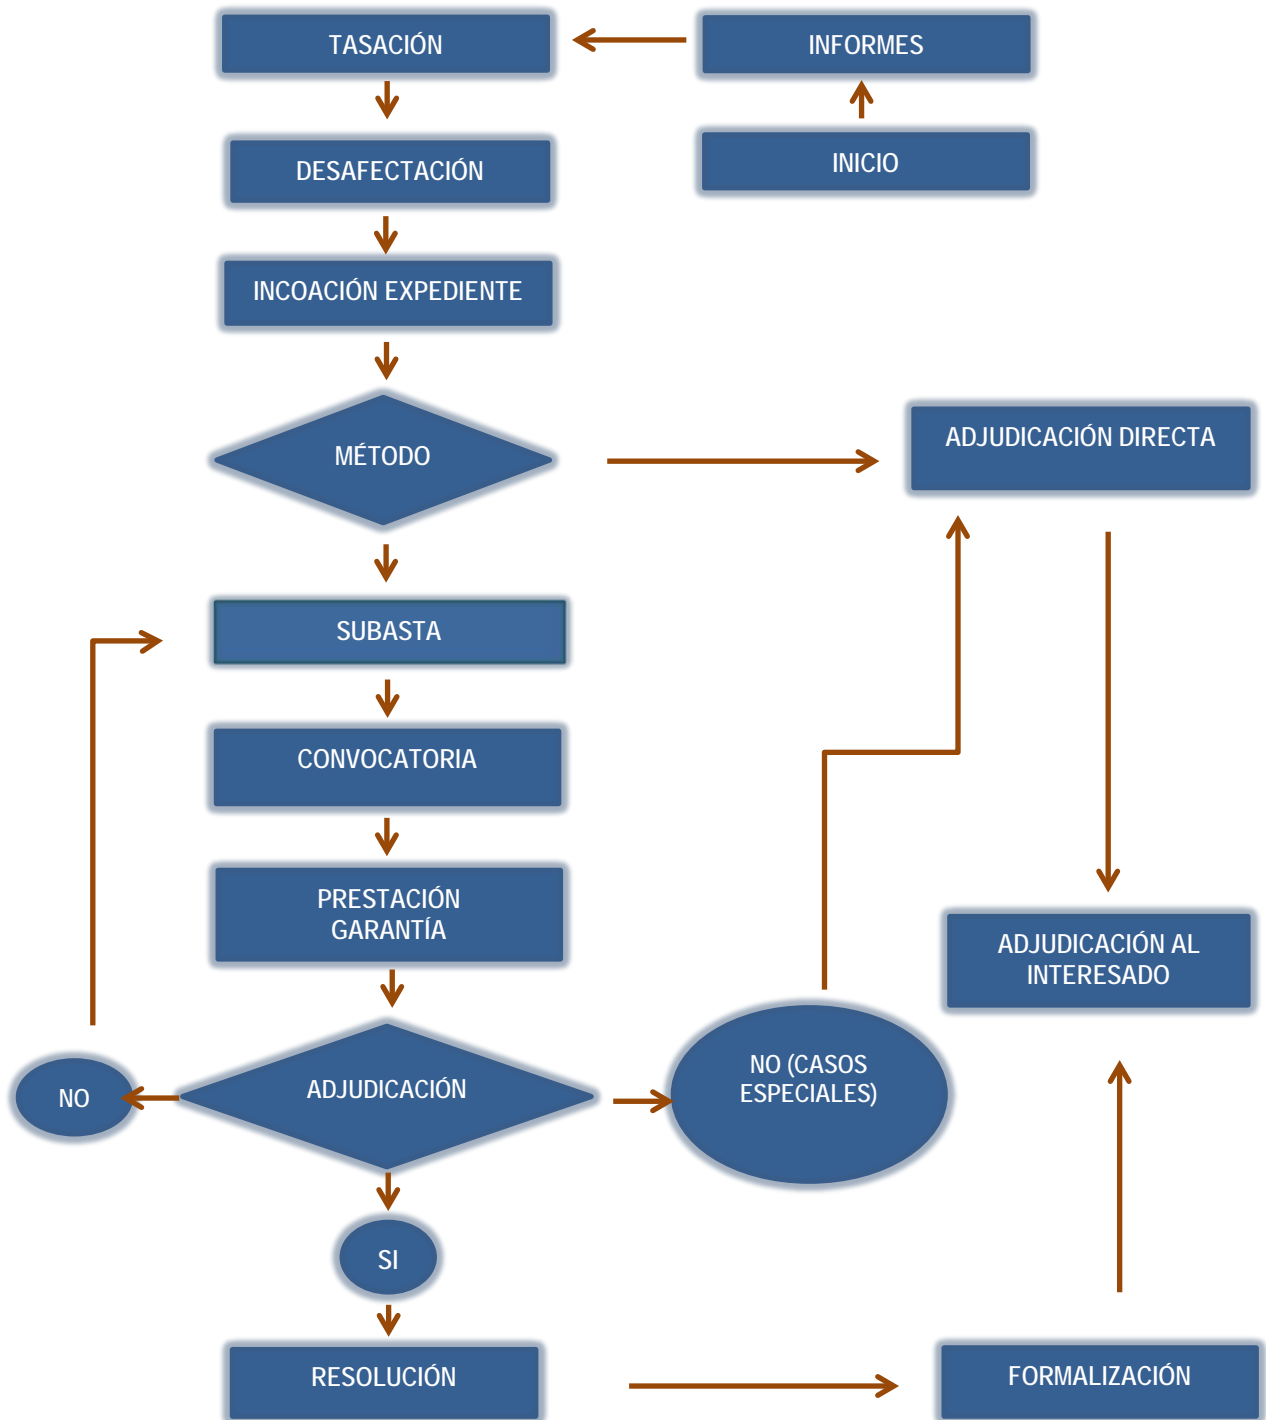 TASACIÓN
INFORMES
DESAFECTACIÓN
INICIO
INCOACIÓN EXPEDIENTE
MÉTODO
ADJUDICACIÓN DIRECTA
SUBASTA
CONVOCATORIA
PRESTACIÓN
GARANTÍA
ADJUDICACIÓN AL
INTERESADO
NO
ADJUDICACIÓN
NO (CASOS
ESPECIALES)
SI
RESOLUCIÓN
FORMALIZACIÓN